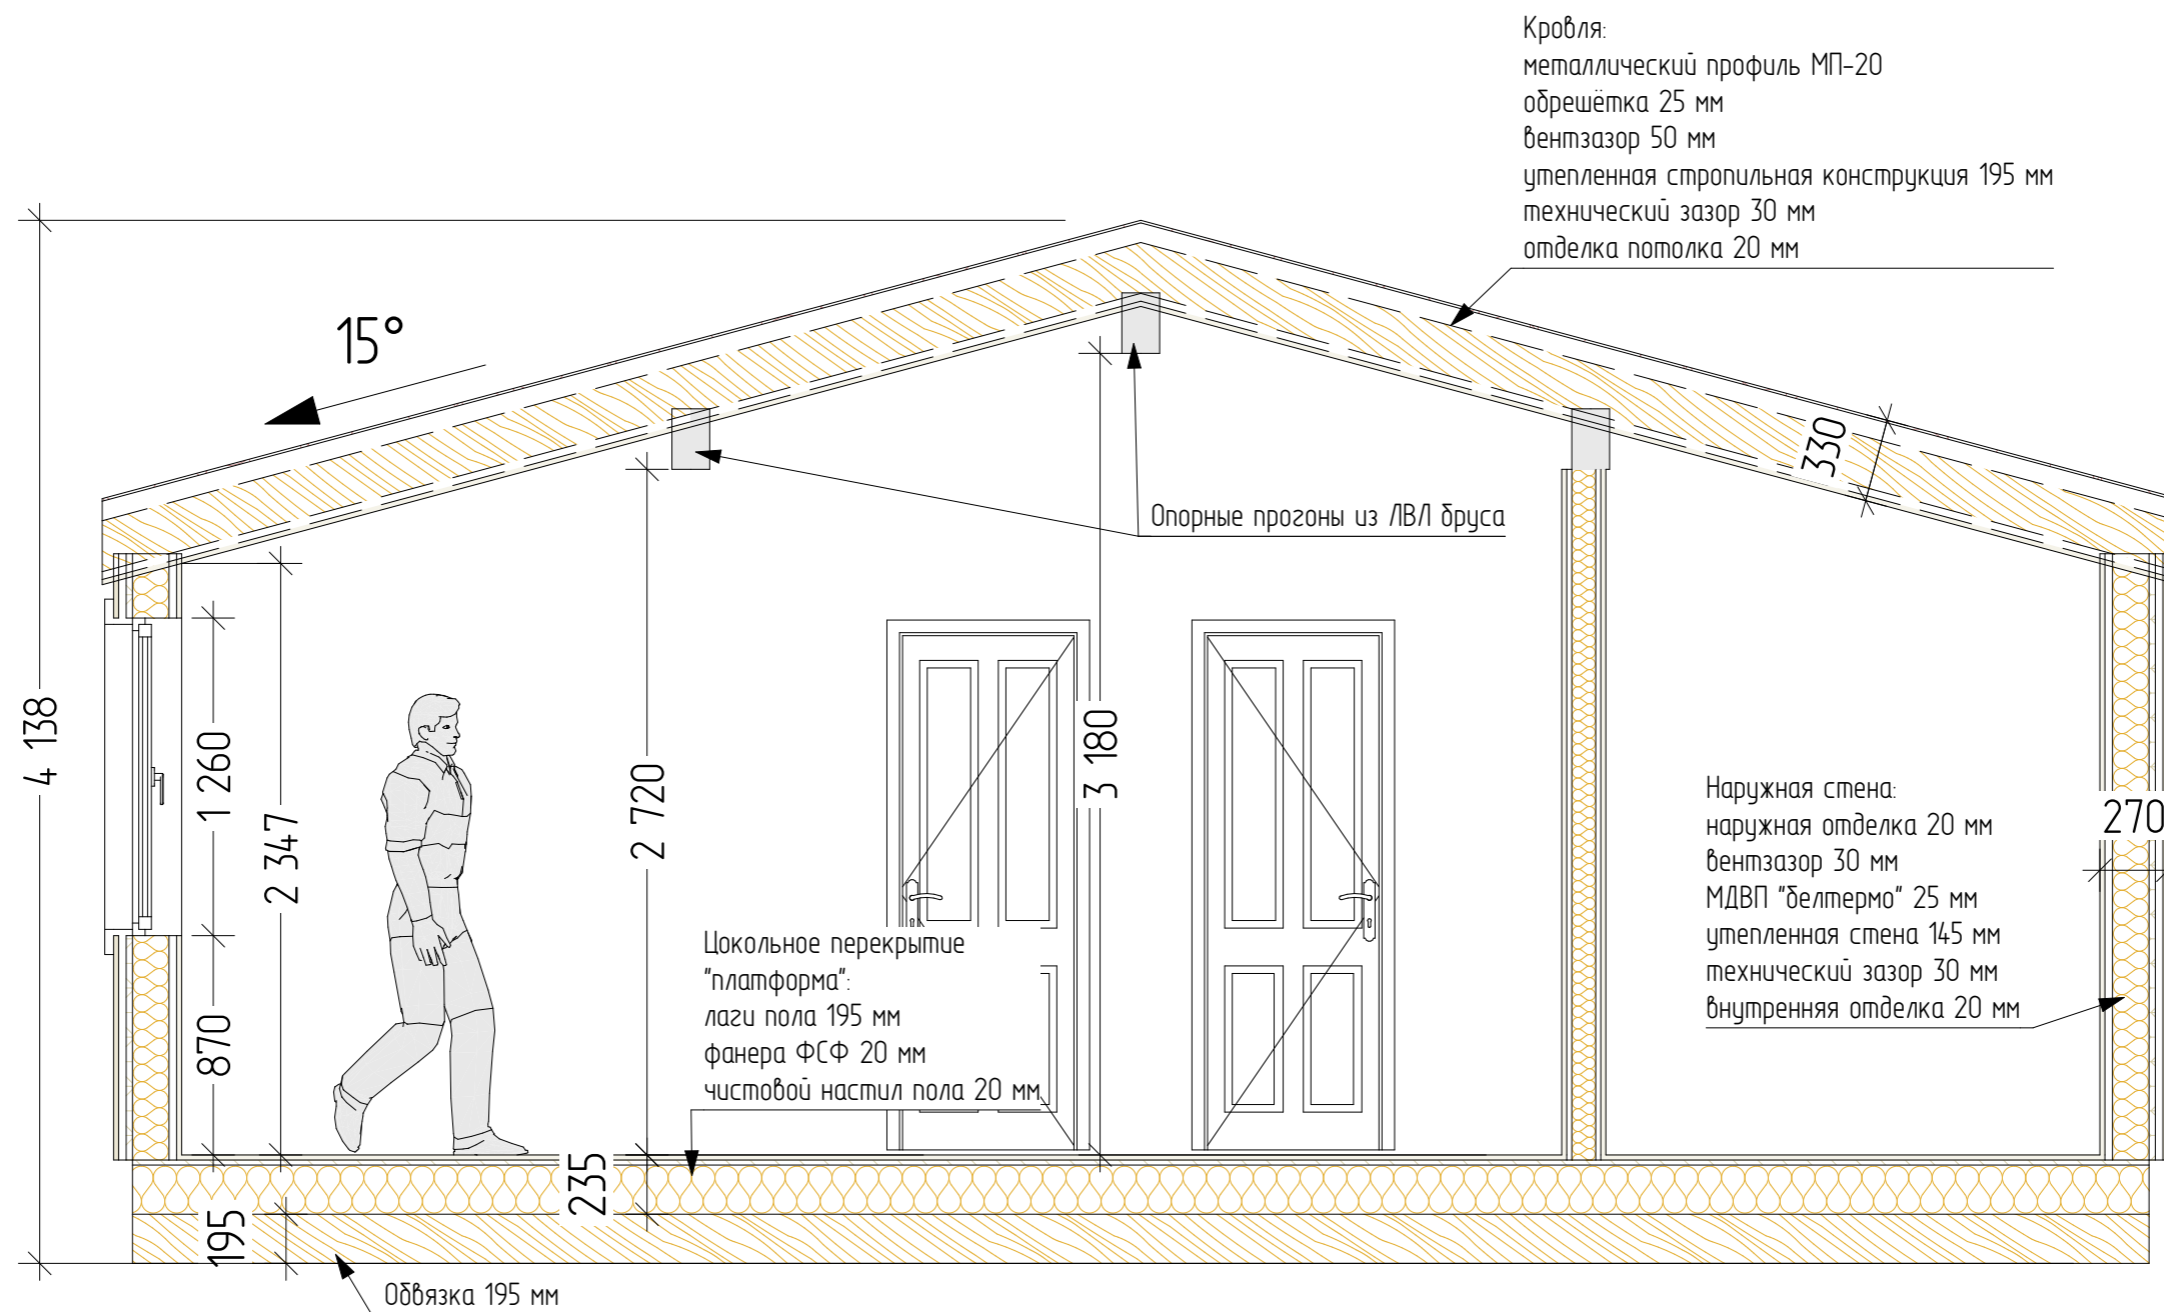 Кровля:
металлический профиль МП-20
обрешётка 25 мм
вентзазор 50 мм
утепленная стропильная конструкция 195 мм
технический зазор 30 мм
отделка потолка 20 мм
15°
330
Опорные прогоны из ЛВЛ бруса
4 138
1 260
2 347
2 720
3 180
Наружная стена:
наружная отделка 20 мм
вентзазор 30 мм
МДВП "белтермо" 25 мм
утепленная стена 145 мм
технический зазор 30 мм
внутренняя отделка 20 мм
270
Цокольное перекрытие
"платформа":
лаги пола 195 мм
фанера ФСФ 20 мм
чистовой настил пола 20 мм
870
235
195
Обвязка 195 мм